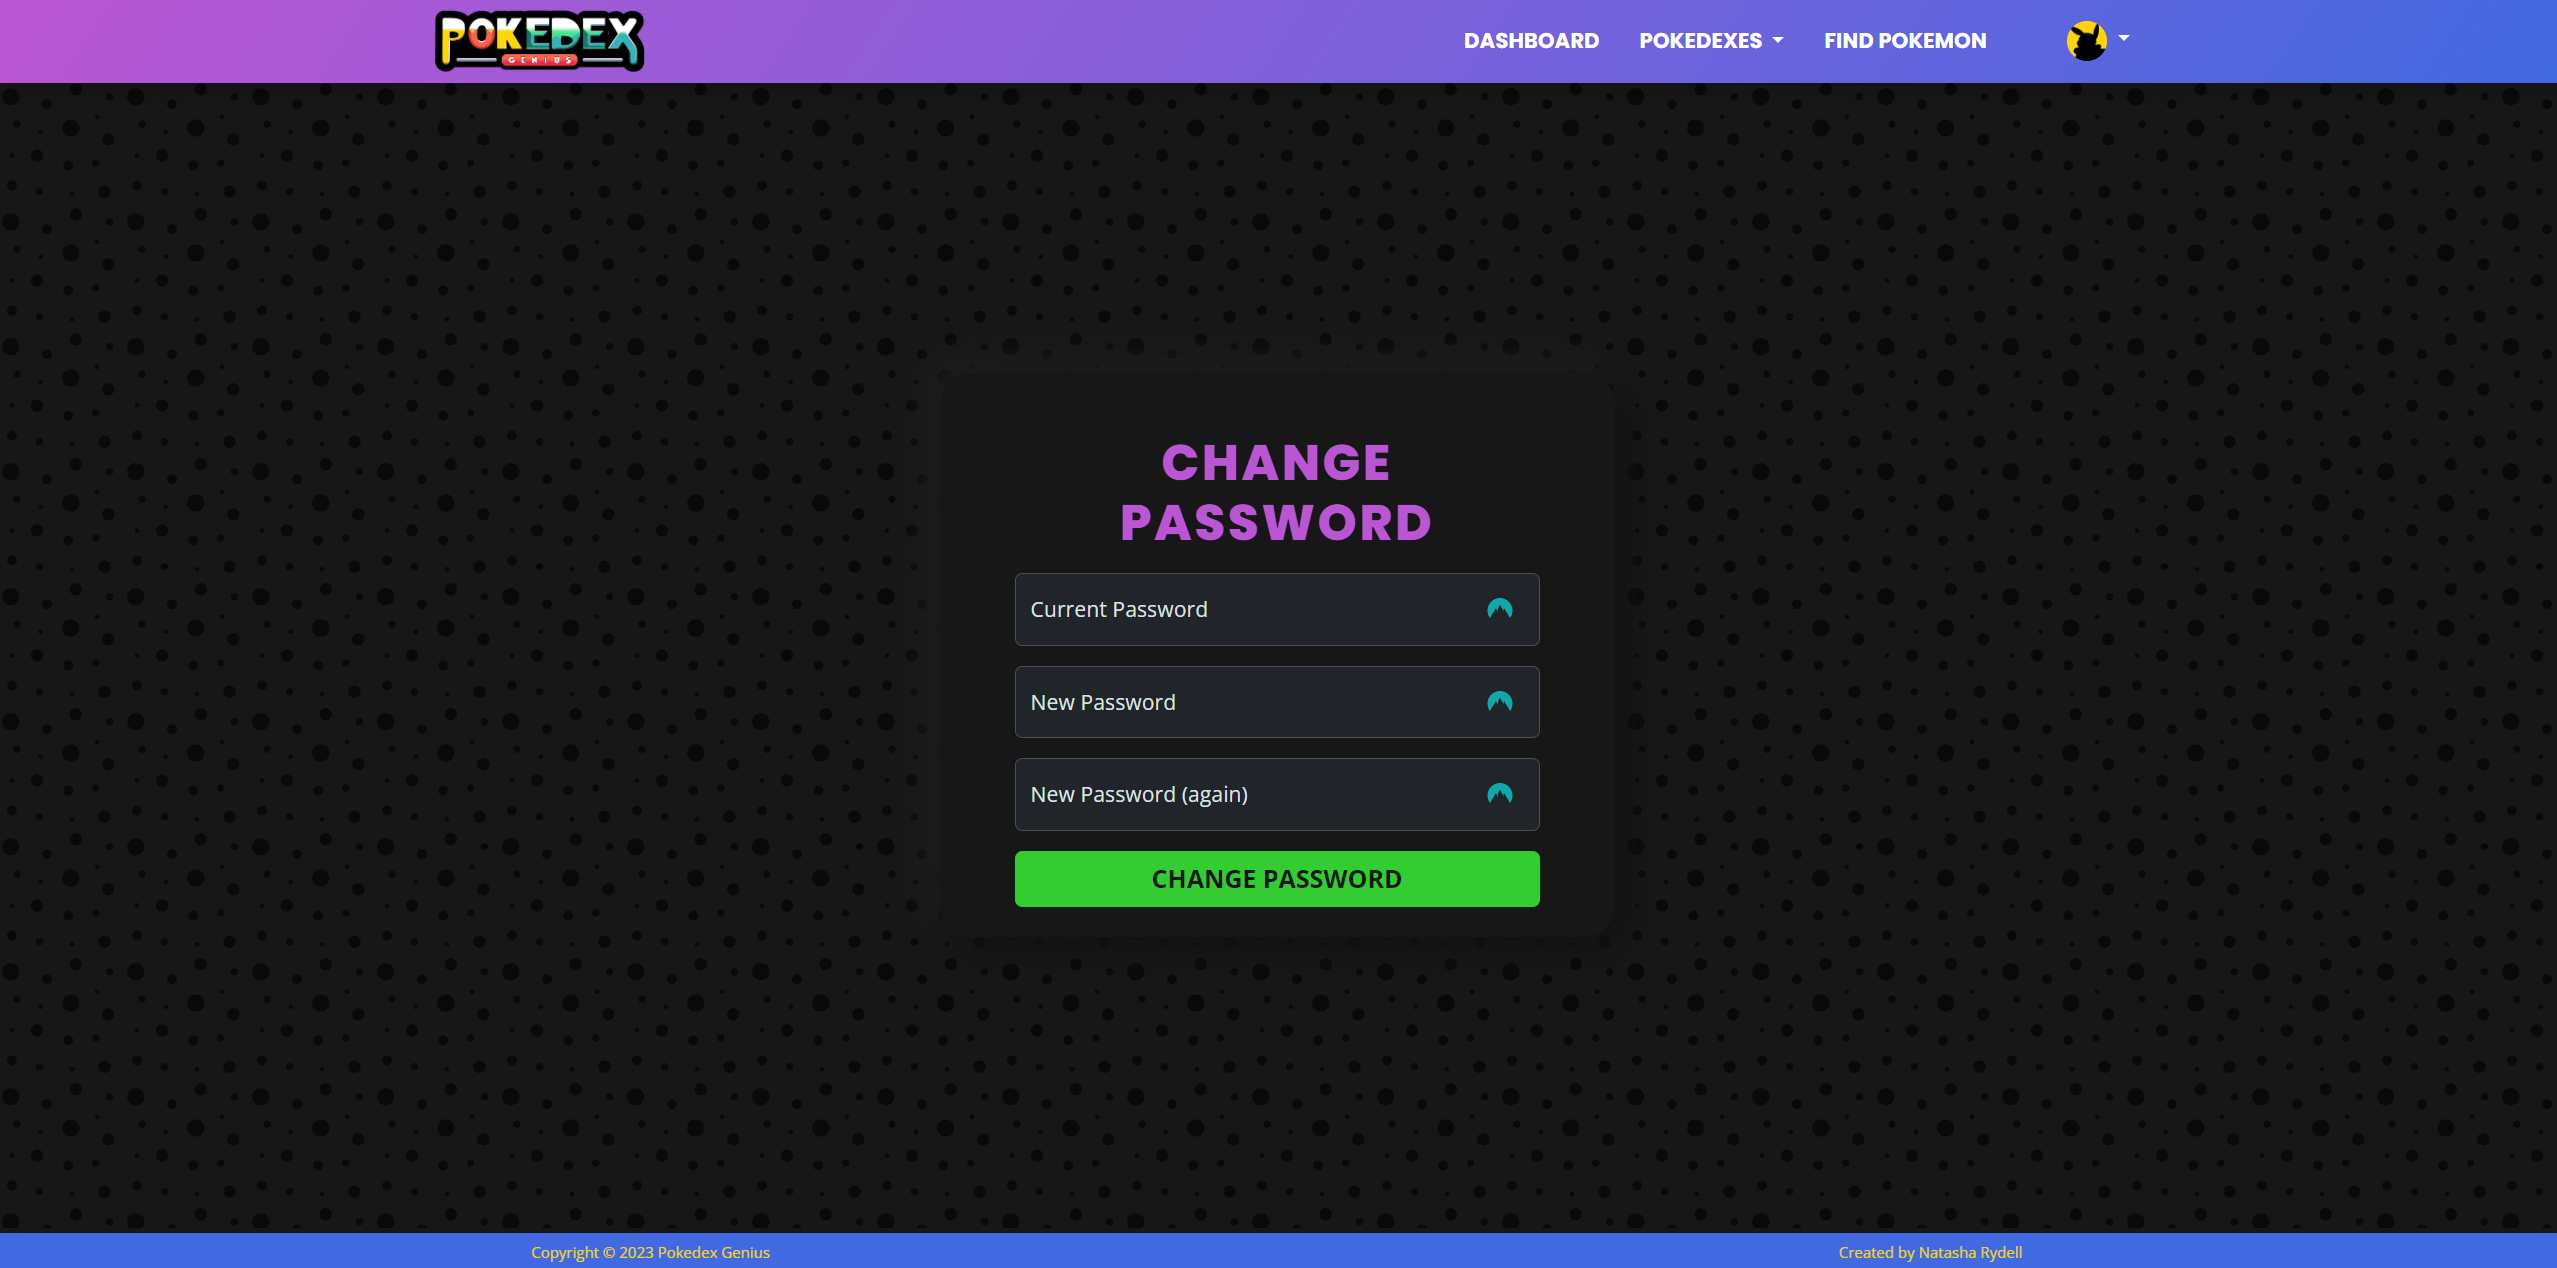 POKEDEX
GENIUS
DASHBOARD
POKEDEXES
FIND POKEMON
CHANGE
PASSWORD
Current Password
New Password
New Password (again)
CHANGE PASSWORD
Copyright © 2023 Pokedex Genius
Created by Natasha Rydell